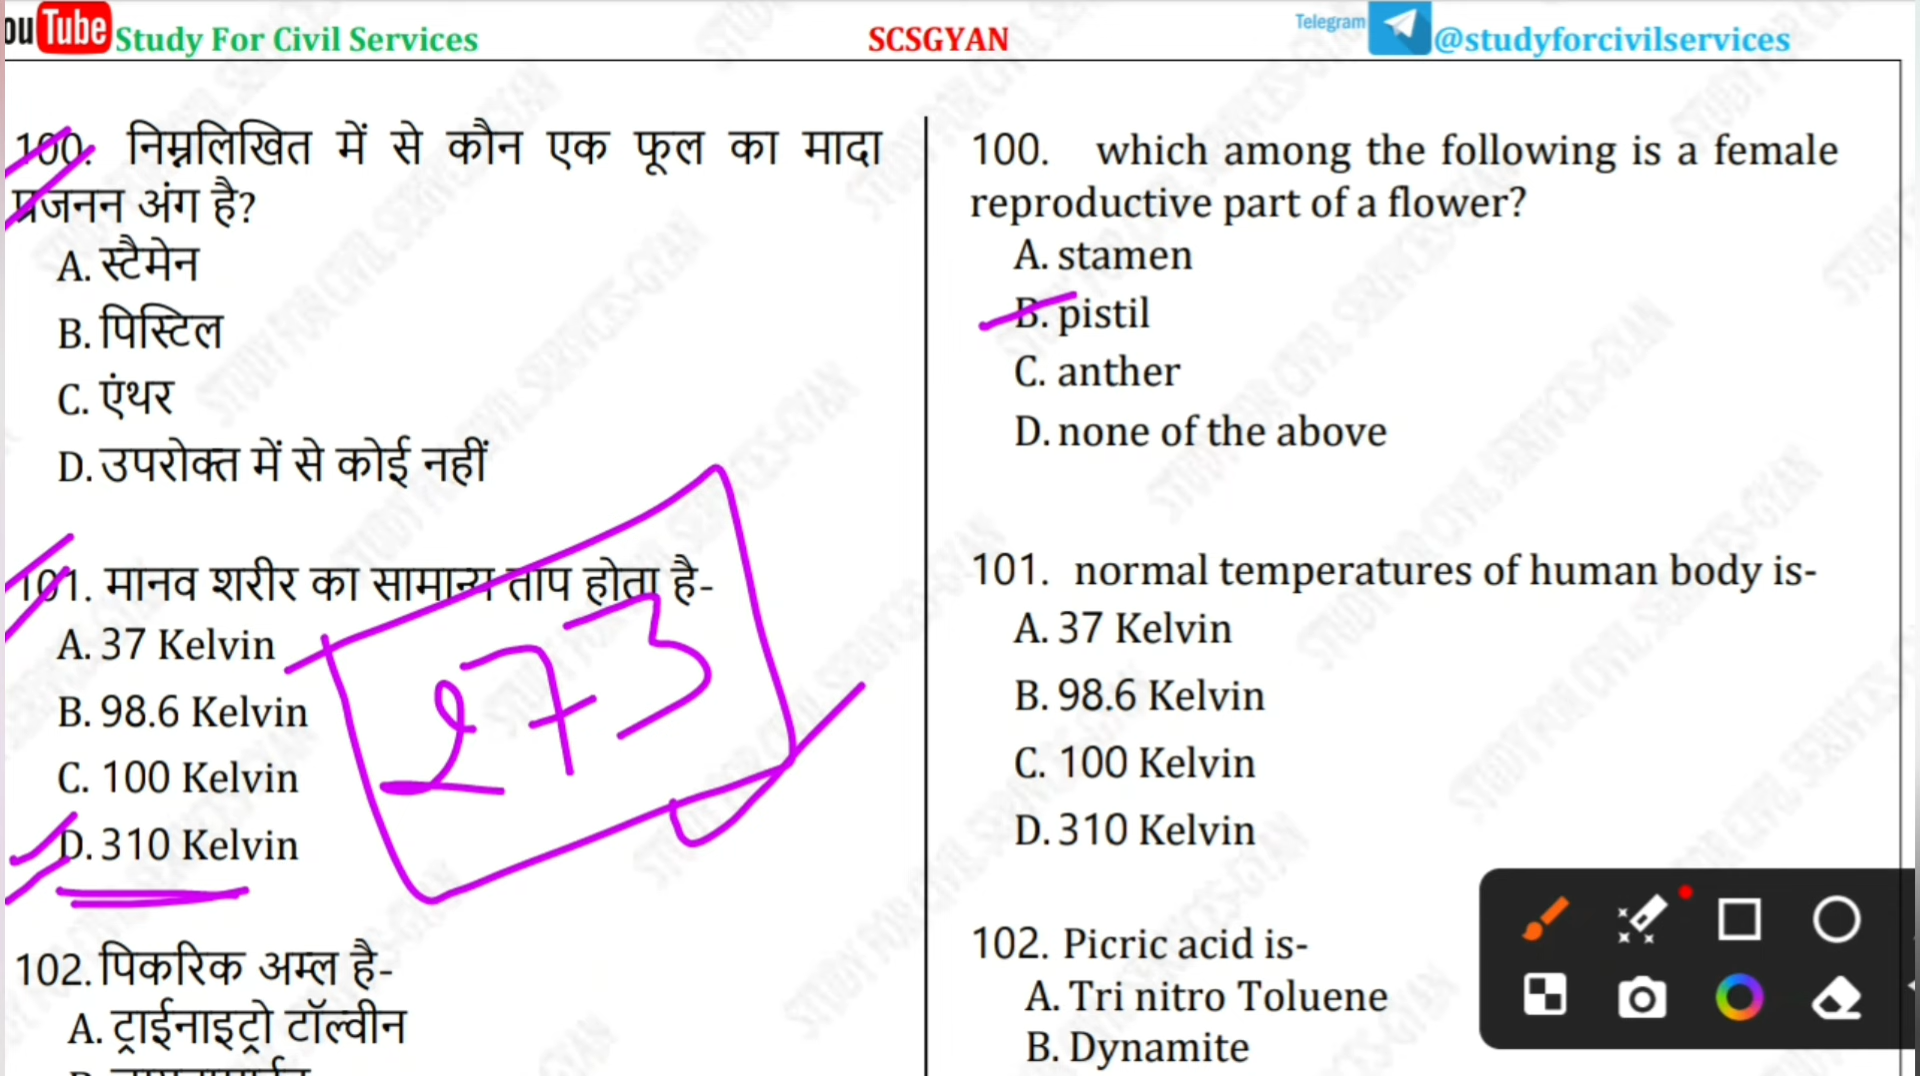 ou Tube Study For Civil Services
SCSGYAN
Telegram @studyforcivilservices
100. निम्नलिखित में से कौन एक फूल का मादा
प्रजनन अंग है?
A. स्टैमेन
B. पिस्टिल
C. एंथर
D. उपरोक्त में से कोई नहीं
101. मानव शरीर का सामान्य ताप होता है-
A. 37 Kelvin
B. 98.6 Kelvin
C. 100 Kelvin
D. 310 Kelvin
273
102. पिकरिक अम्ल है-
A. ट्राईनाइट्रो टॉल्वीन
100. which among the following is a female
reproductive part of a flower?
A. stamen
B. pistil
C. anther
D. none of the above
101. normal temperatures of human body is-
A. 37 Kelvin
B. 98.6 Kelvin
C. 100 Kelvin
D. 310 Kelvin
102. Picric acid is-
A. Tri nitro Toluene
B. Dynamite